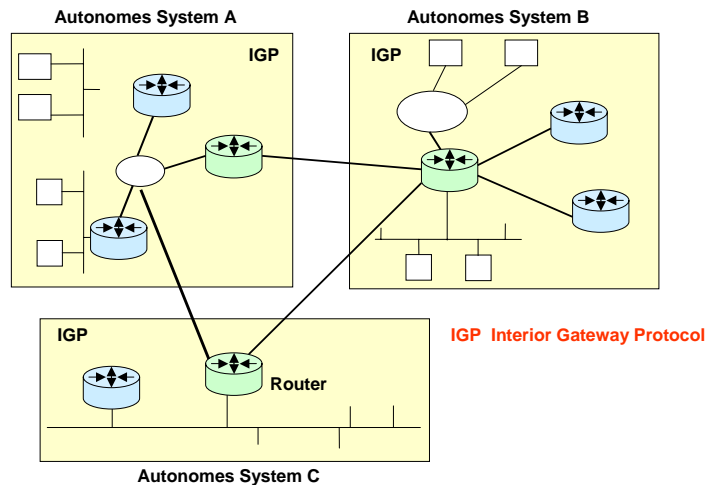 Autonomes System A
Autonomes System B
IGP
IGP
IGP
IGP Interior Gateway Protocol
Router
Autonomes System C